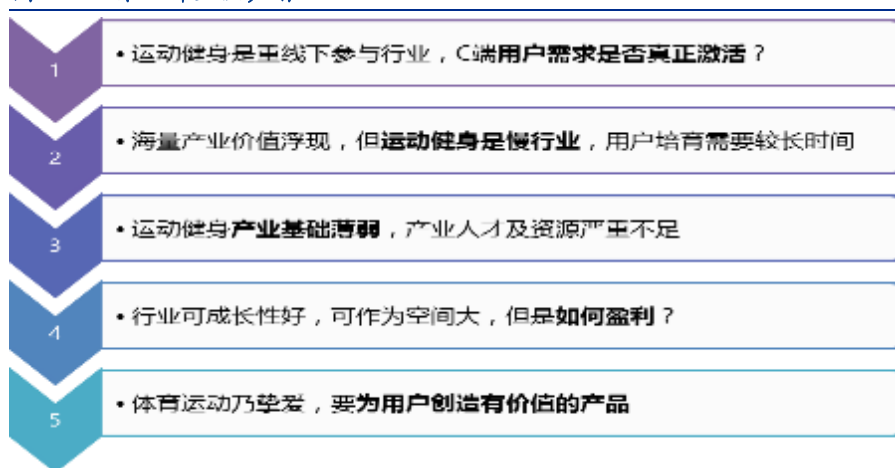 1
• 运动健身是重线下参与行业，C端用户需求是否真正激活？
2
• 海量产业价值浮现，但运动健身是慢行业，用户培育需要较长时间
3
• 运动健身产业基础薄弱，产业人才及资源严重不足
4
• 行业可成长性好，可作为空间大，但是如何盈利？
5
• 体育运动乃挚爱，要为用户创造有价值的产品